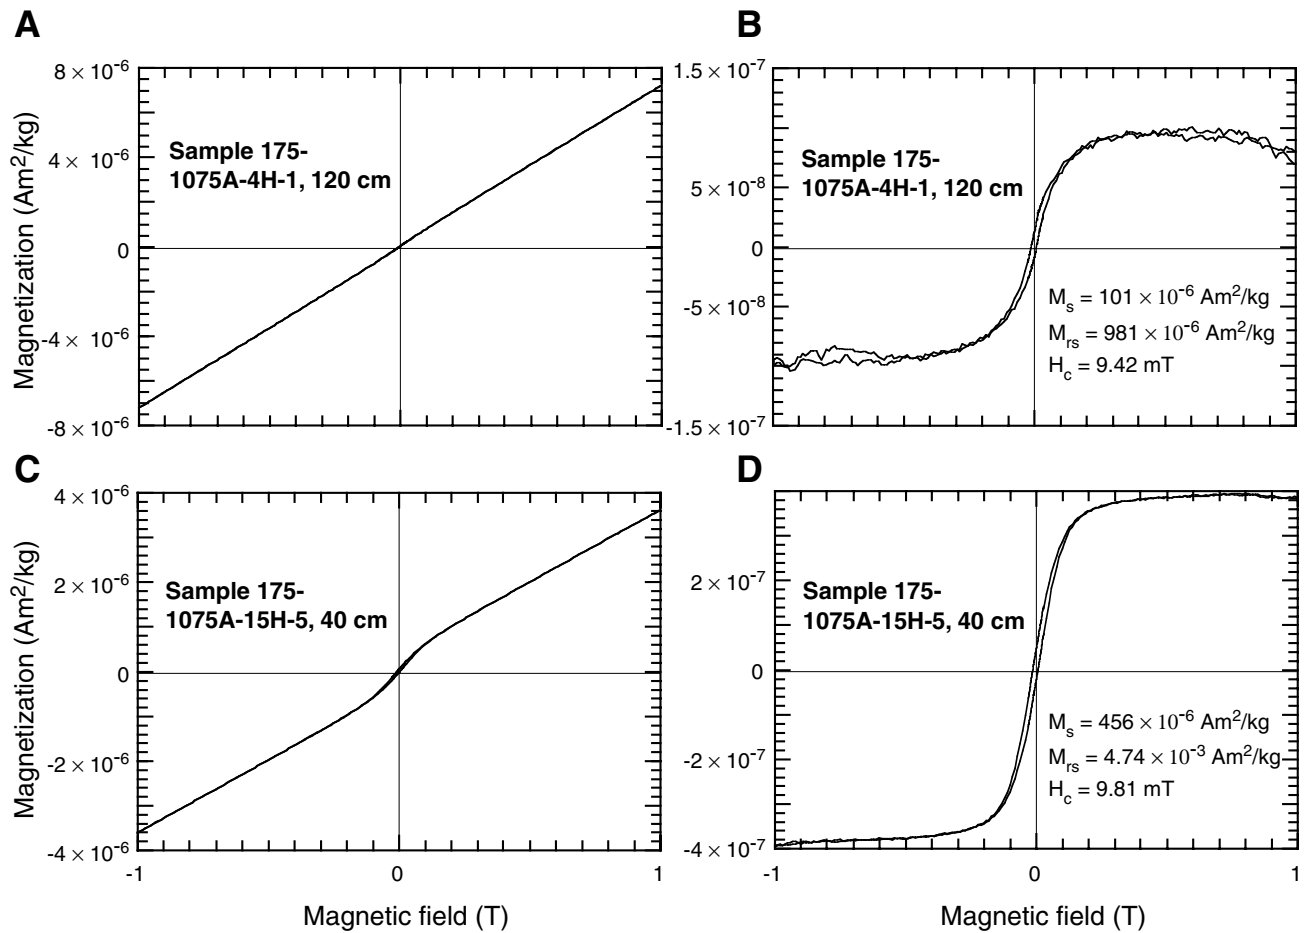 A
B
8 × 10⁻⁶
4 × 10⁻⁶
0
-4 × 10⁻⁶
-8 × 10⁻⁶
Magnetization (Am²/kg)
Sample 175-
1075A-4H-1, 120 cm
1.5 × 10⁻⁷
5 × 10⁻⁸
0
-5 × 10⁻⁸
-1.5 × 10⁻⁷
Sample 175-
1075A-4H-1, 120 cm
Mₛ = 101 × 10⁻⁶ Am²/kg
Mᵣₛ = 981 × 10⁻⁶ Am²/kg
H꜀ = 9.42 mT
C
D
4 × 10⁻⁶
2 × 10⁻⁶
0
-2 × 10⁻⁶
-4 × 10⁻⁶
Magnetization (Am²/kg)
Sample 175-
1075A-15H-5, 40 cm
-1 0 1
Magnetic field (T)
2 × 10⁻⁷
0
-2 × 10⁻⁷
-4 × 10⁻⁷
Sample 175-
1075A-15H-5, 40 cm
Mₛ = 456 × 10⁻⁶ Am²/kg
Mᵣₛ = 4.74 × 10⁻³ Am²/kg
H꜀ = 9.81 mT
-1 0 1
Magnetic field (T)